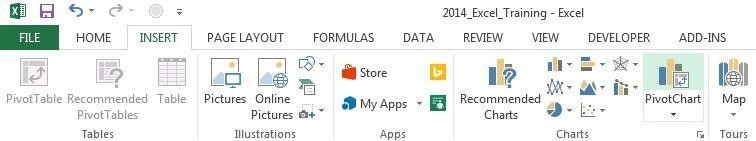 2014_Excel_Training - Excel
FILE HOME INSERT PAGE LAYOUT FORMULAS DATA REVIEW VIEW DEVELOPER ADD-INS
PivotTable Recommended PivotTables Table
Pictures Online Pictures
Store
My Apps
Recommended Charts
PivotChart
Map
Tables Illustrations Apps Charts Tours